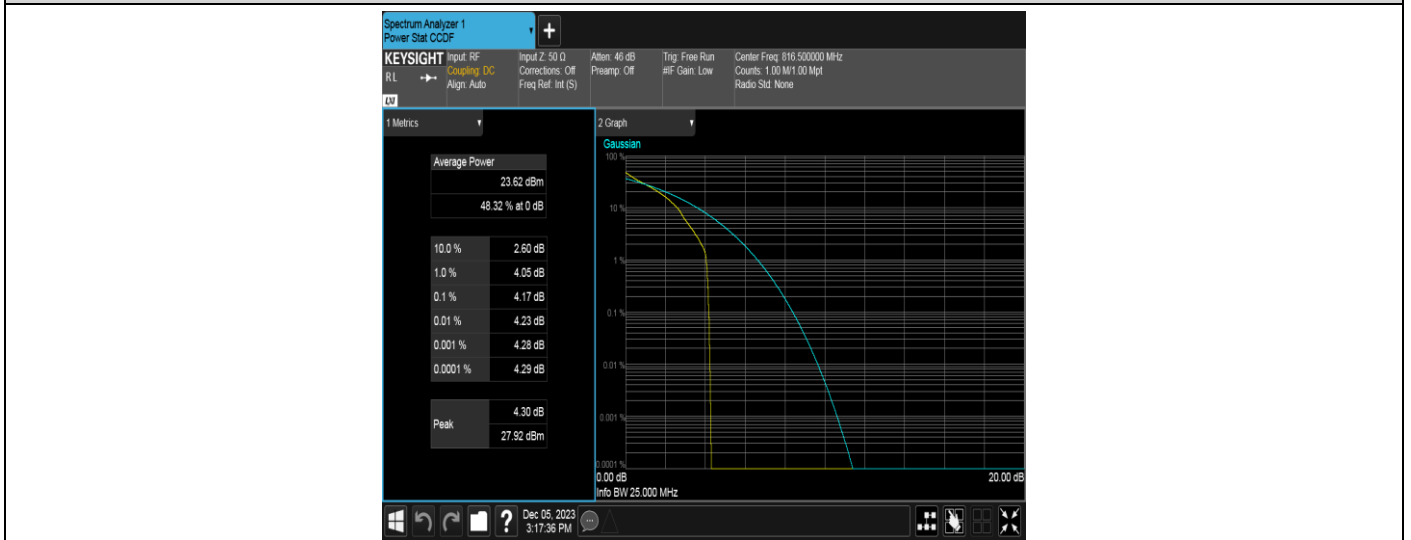 Spectrum Analyzer 1
Power Stat CCDF
+
KEYSIGHT Input: RF Input Z: 50 Ω Atten: 46 dB Trig: Free Run Center Freq: 816.500000 MHz
RL Coupling: DC Corrections: Off Preamp: Off #IF Gain: Low Counts: 1.00 M/1.00 Mpt
Align: Auto Freq Ref: Int (S) Radio Std: None
LXI
1 Metrics
Average Power
23.62 dBm
48.32 % at 0 dB
10.0 % 2.60 dB
1.0 % 4.05 dB
0.1 % 4.17 dB
0.01 % 4.23 dB
0.001 % 4.28 dB
0.0001 % 4.29 dB
Peak 4.30 dB
27.92 dBm
2 Graph
Gaussian
100 %
10 %
1 %
0.1 %
0.01 %
0.001 %
0.0001 %
0.00 dB 20.00 dB
Info BW 25.000 MHz
? Dec 05, 2023
3:17:36 PM